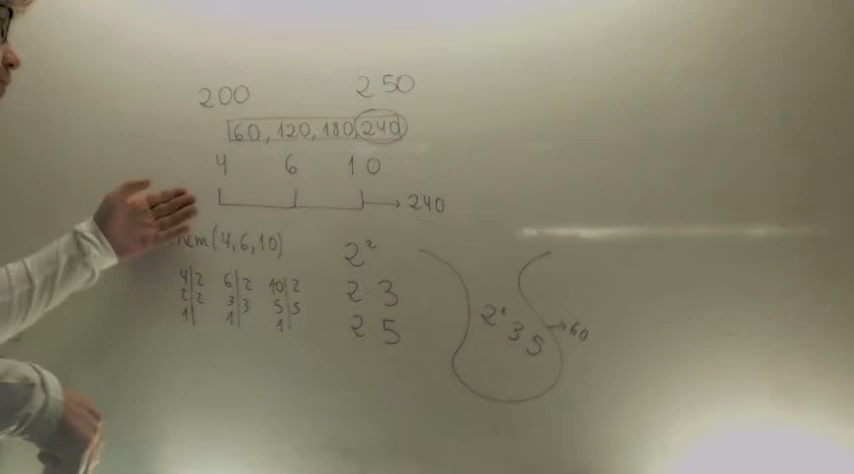 200 250
60, 120, 180, 240
4 6 10
240
(4,6,10)
4|2 6|2 10|2
2|2 3|3 5|5
1| 1| 1|
2²
2·3
2 5
2² 3 5 → 60